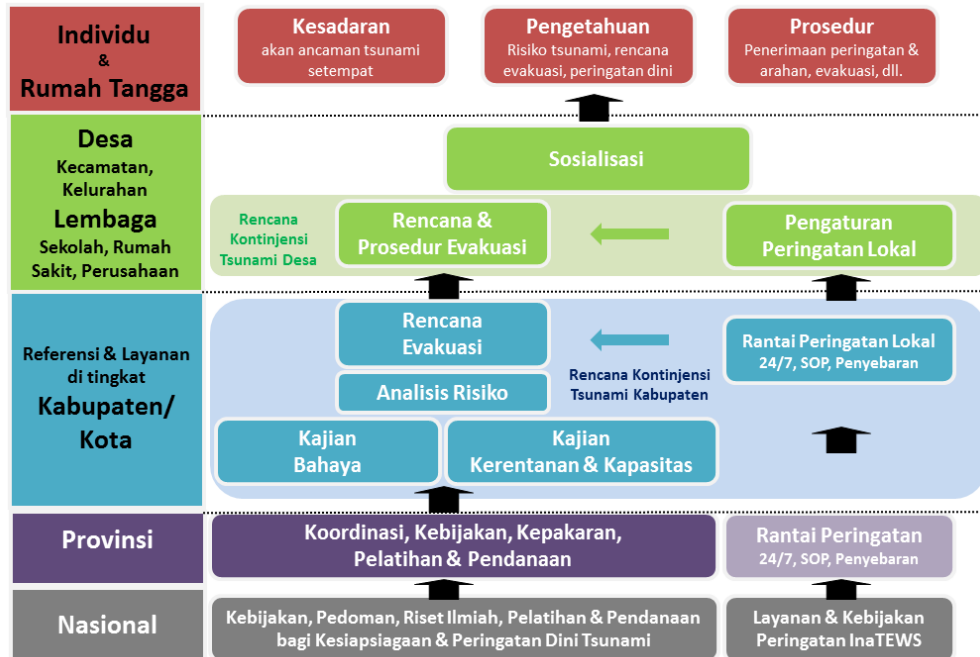 Individu
&
Rumah Tangga
Kesadaran
akan ancaman tsunami
setempat
Pengetahuan
Risiko tsunami, rencana
evakuasi, peringatan dini
Prosedur
Penerimaan peringatan &
arahan, evakuasi, dll.
Desa
Kecamatan,
Kelurahan
Lembaga
Sekolah, Rumah
Sakit, Perusahaan
Sosialisasi
Rencana
Kontinjensi
Tsunami Desa
Rencana &
Prosedur Evakuasi
Pengaturan
Peringatan Lokal
Referensi & Layanan
di tingkat
Kabupaten/
Kota
Rencana
Evakuasi
Analisis Risiko
Rencana Kontinjensi
Tsunami Kabupaten
Rantai Peringatan Lokal
24/7, SOP, Penyebaran
Kajian
Bahaya
Kajian
Kerentanan & Kapasitas
Provinsi
Koordinasi, Kebijakan, Kepakaran,
Pelatihan & Pendanaan
Rantai Peringatan
24/7, SOP, Penyebaran
Nasional
Kebijakan, Pedoman, Riset Ilmiah, Pelatihan & Pendanaan
bagi Kesiapsiagaan & Peringatan Dini Tsunami
Layanan & Kebijakan
Peringatan InaTEWS